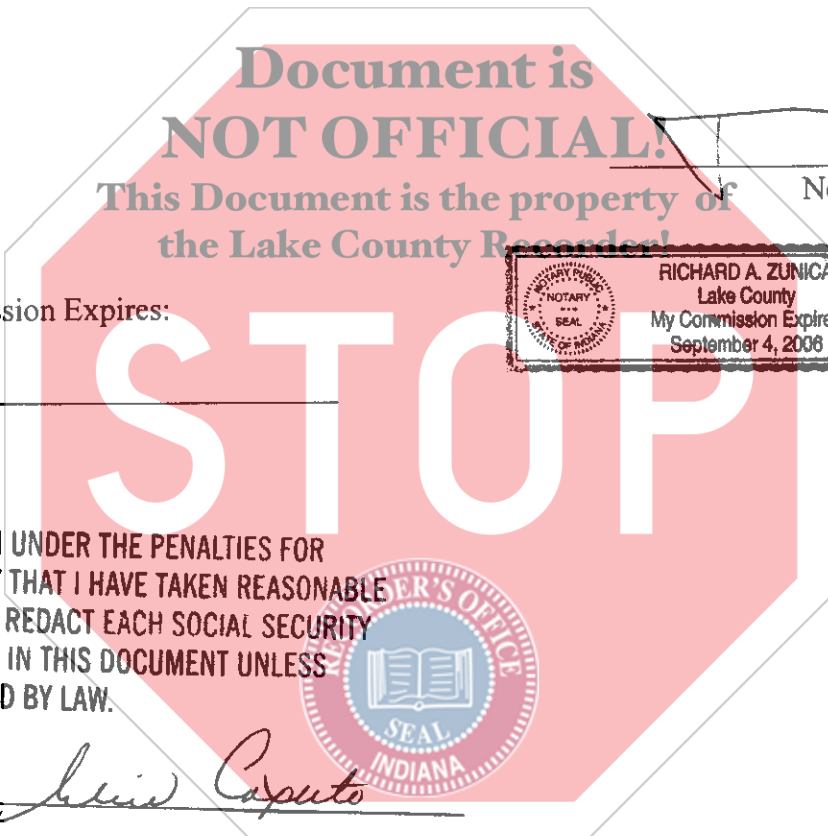 Document is
NOT OFFICIAL!
This Document is the property of
the Lake County Recorder!
RICHARD A. ZUNICA
Lake County
My Commission Expire
September 4, 2006
NOTARY PUBLIC
NOTARY
SEAL
STATE OF INDIANA
sion Expires:
STOP
UNDER THE PENALTIES FOR
THAT I HAVE TAKEN REASONABLE
REDACT EACH SOCIAL SECURITY
IN THIS DOCUMENT UNLESS
D BY LAW.
RECORDER'S OFFICE
SEAL
INDIANA
Caputo